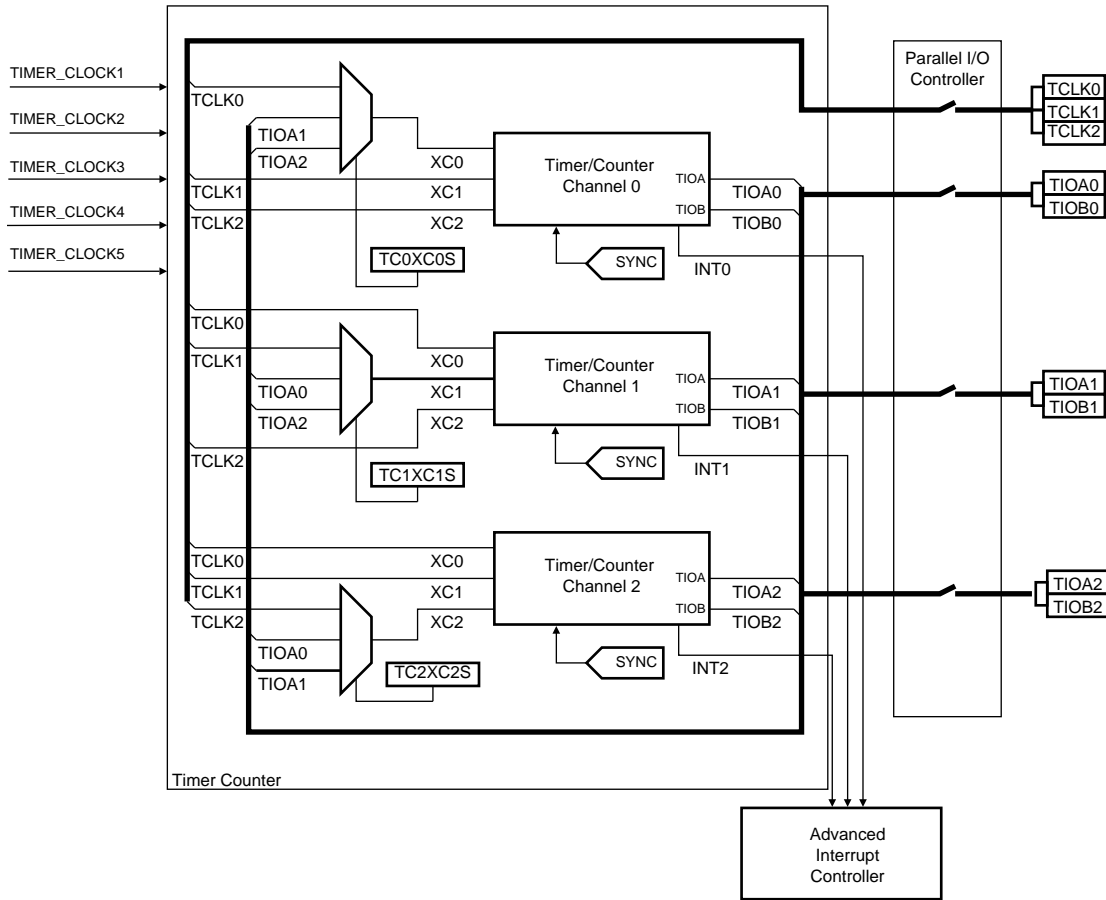 TIMER_CLOCK1
TIMER_CLOCK2
TIMER_CLOCK3
TIMER_CLOCK4
TIMER_CLOCK5
TCLK0
TIOA1
TIOA2
TCLK1
TCLK2
XC0
XC1
XC2
TC0XC0S
Timer/Counter
Channel 0
TIOA
TIOB
TIOA0
TIOB0
SYNC
INT0
TCLK0
TCLK1
TIOA0
TIOA2
TCLK2
XC0
XC1
XC2
TC1XC1S
Timer/Counter
Channel 1
TIOA
TIOB
TIOA1
TIOB1
SYNC
INT1
TCLK0
TCLK1
TCLK2
TIOA0
TIOA1
XC0
XC1
XC2
TC2XC2S
Timer/Counter
Channel 2
TIOA
TIOB
TIOA2
TIOB2
SYNC
INT2
Timer Counter
Parallel I/O
Controller
TCLK0
TCLK1
TCLK2
TIOA0
TIOB0
TIOA1
TIOB1
TIOA2
TIOB2
Advanced
Interrupt
Controller